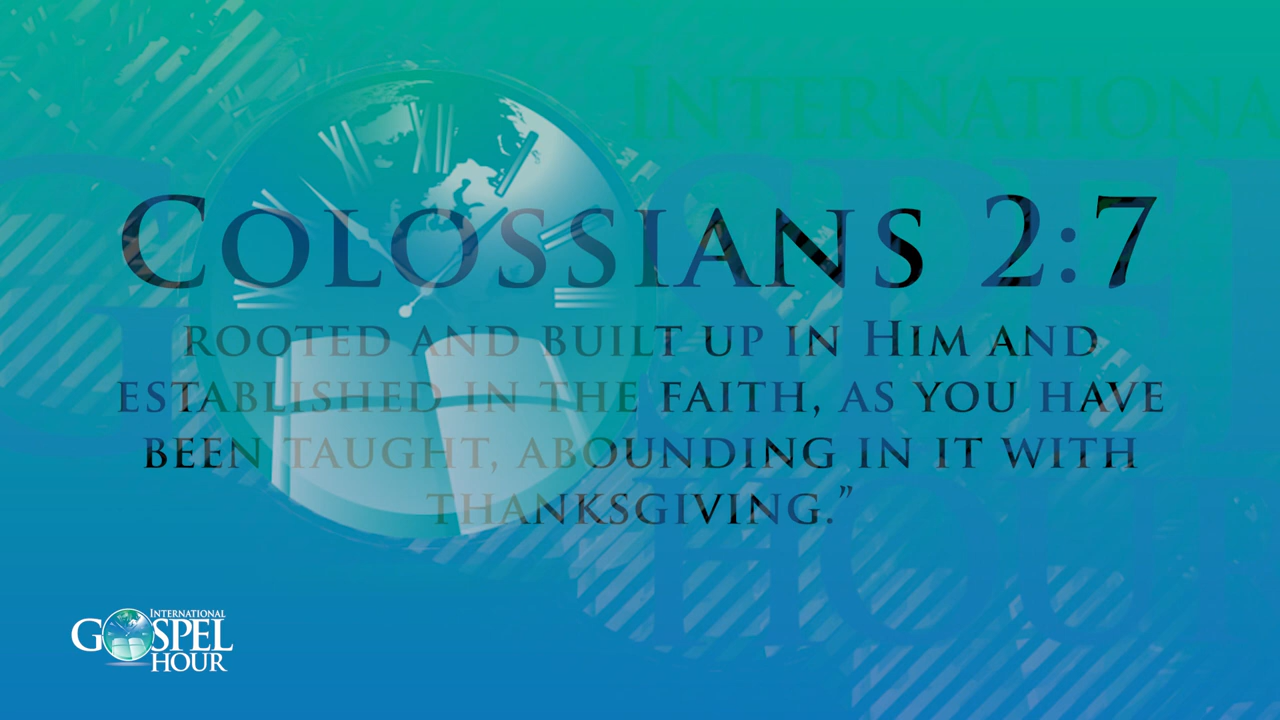 INTERNATIONA
COLOSSIANS 2:7
ROOTED AND BUILT UP IN HIM AND
ESTABLISHED IN THE FAITH, AS YOU HAVE
BEEN TAUGHT, ABOUNDING IN IT WITH
THANKSGIVING.”
HOUR
INTERNATIONAL
GOSPEL
HOUR